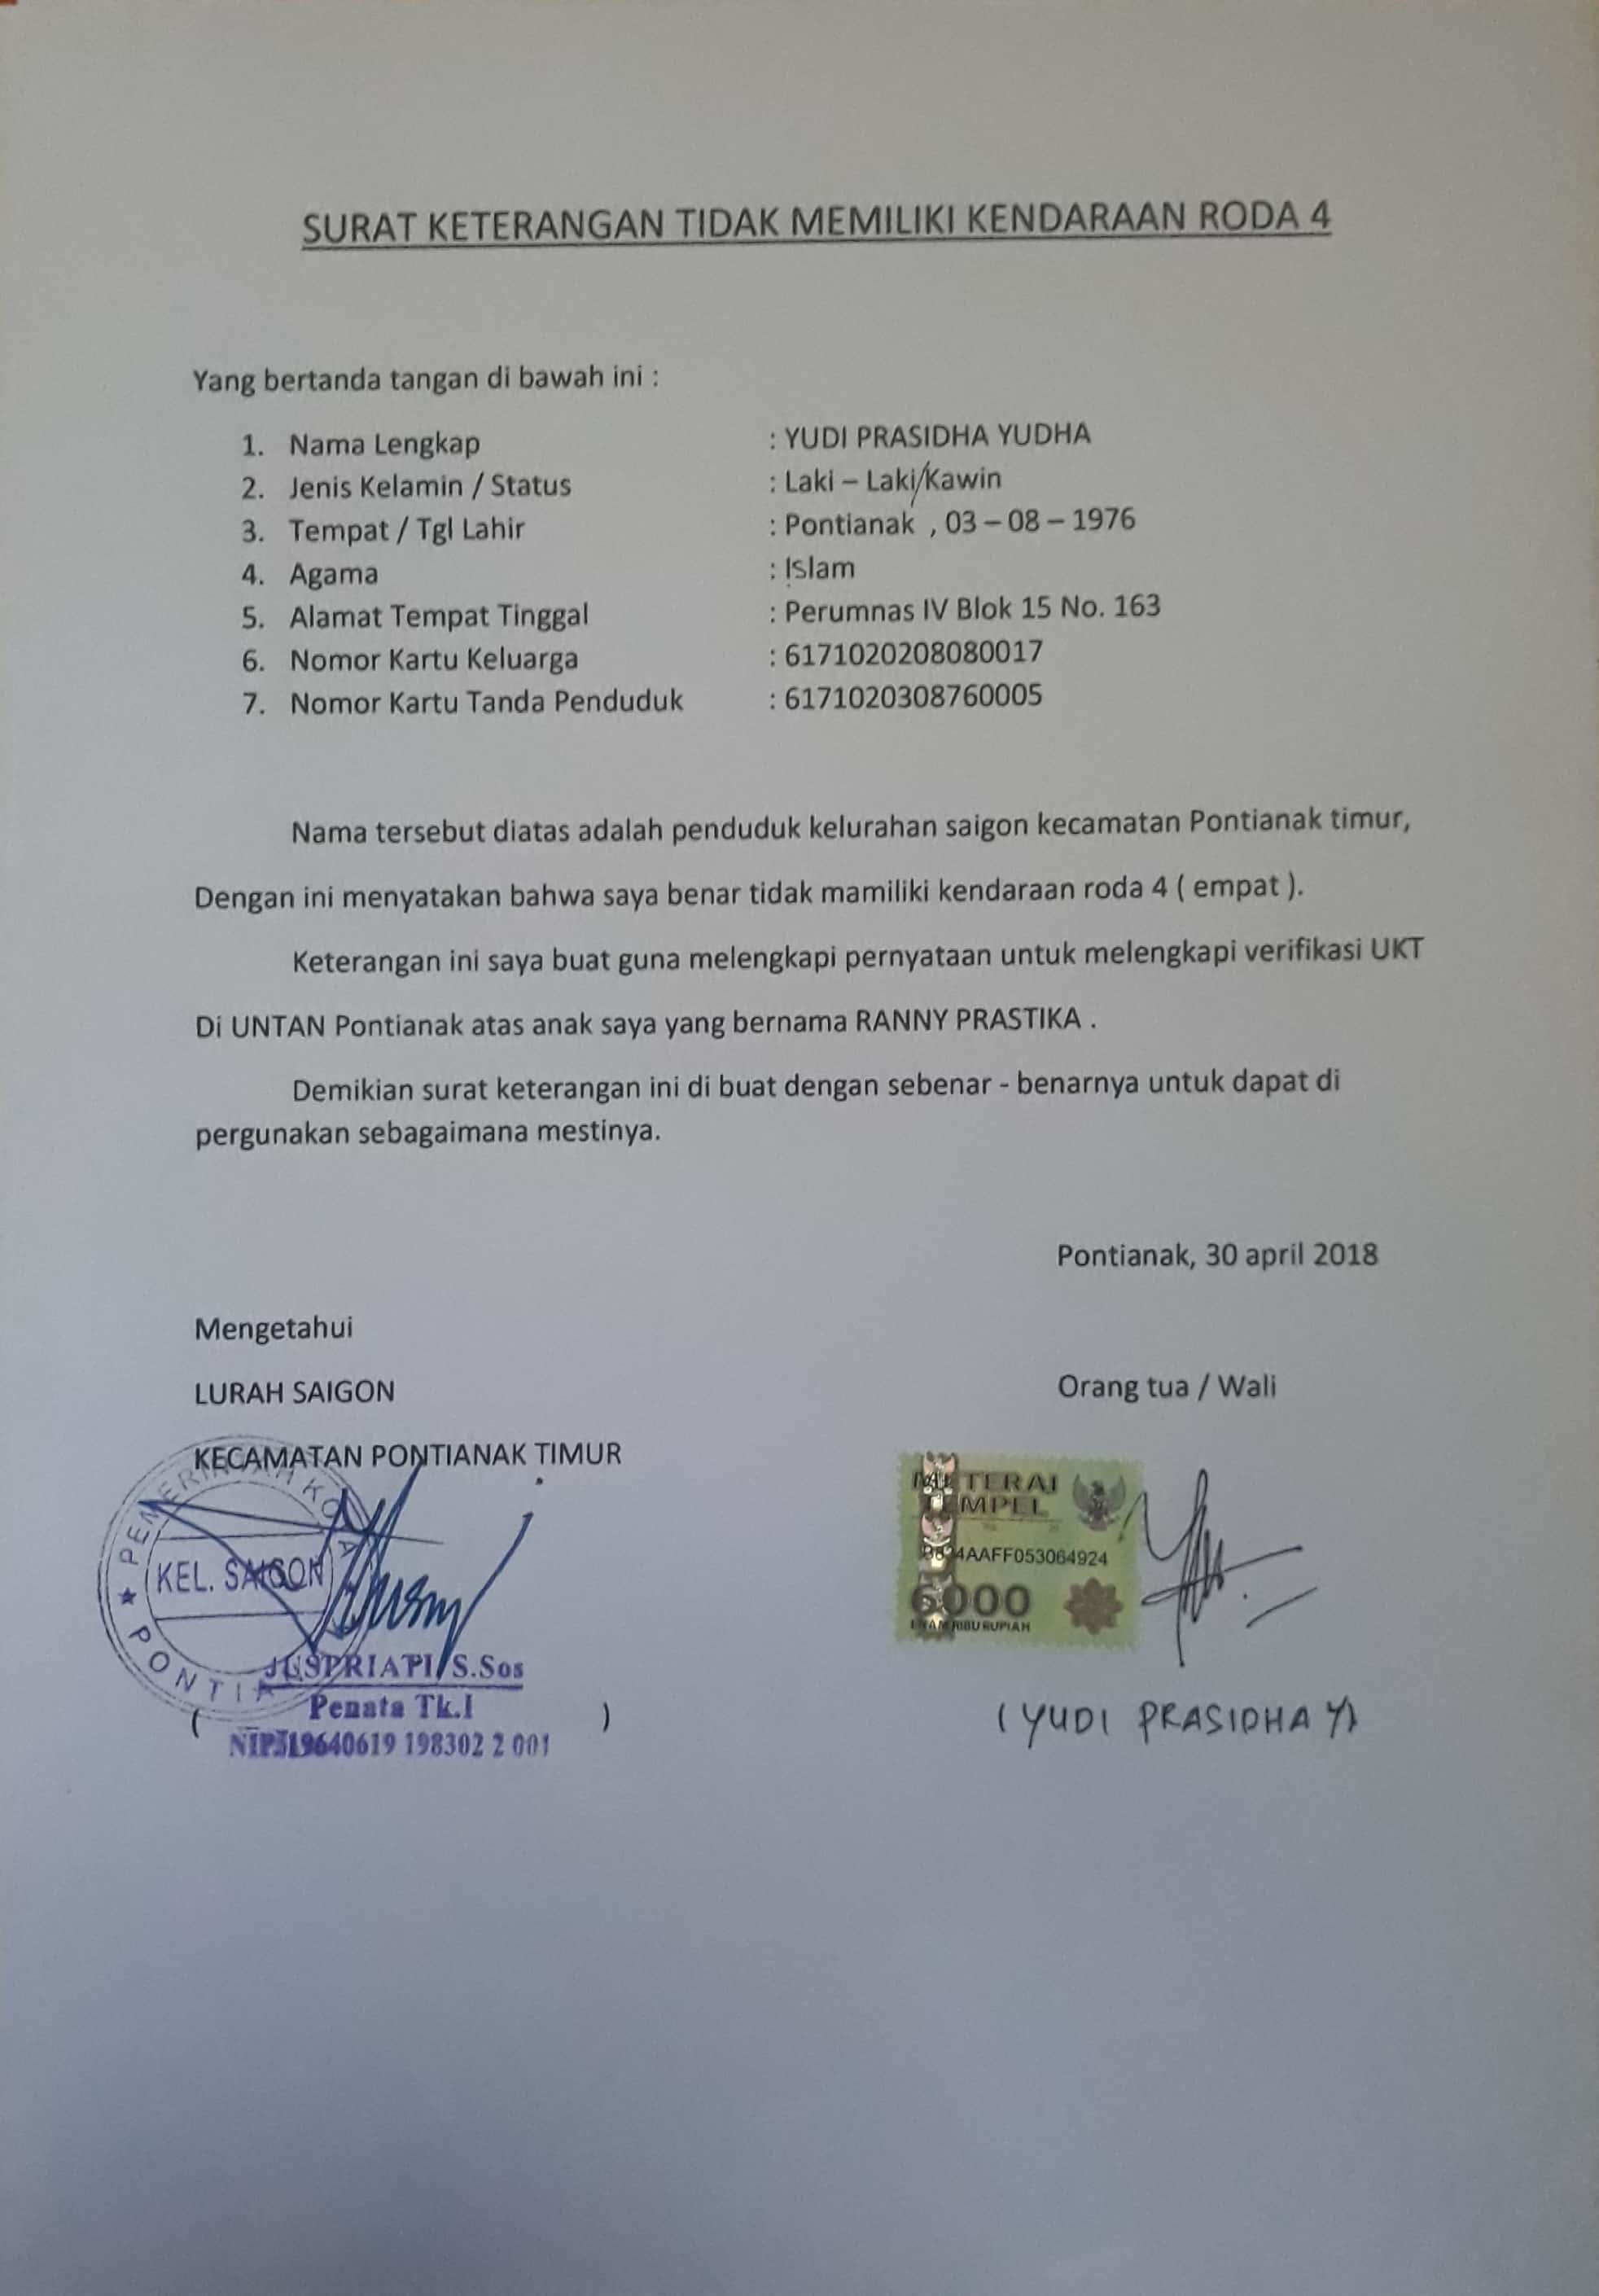 SURAT KETERANGAN TIDAK MEMILIKI KENDARAAN RODA 4
Yang bertanda tangan di bawah ini :
1. Nama Lengkap : YUDI PRASIDHA YUDHA
2. Jenis Kelamin / Status : Laki – Laki/Kawin
3. Tempat / Tgl Lahir : Pontianak , 03 – 08 – 1976
4. Agama : Islam
5. Alamat Tempat Tinggal : Perumnas IV Blok 15 No. 163
6. Nomor Kartu Keluarga : 6171020208080017
7. Nomor Kartu Tanda Penduduk : 6171020308760005
Nama tersebut diatas adalah penduduk kelurahan saigon kecamatan Pontianak timur,
Dengan ini menyatakan bahwa saya benar tidak mamiliki kendaraan roda 4 ( empat ).
Keterangan ini saya buat guna melengkapi pernyataan untuk melengkapi verifikasi UKT
Di UNTAN Pontianak atas anak saya yang bernama RANNY PRASTIKA .
Demikian surat keterangan ini di buat dengan sebenar - benarnya untuk dapat di
pergunakan sebagaimana mestinya.
Pontianak, 30 april 2018
Mengetahui
LURAH SAIGON
Orang tua / Wali
KECAMATAN PONTIANAK TIMUR
KEL. SAIGON
METERAI
TEMPEL
AAFF053064924
6000
ENAM RIBU RUPIAH
JUSPRIATI, S.Sos
Penata Tk.I
( )
NIP. 19640619 198302 2 001
( YUDI PRASIDHA Y)